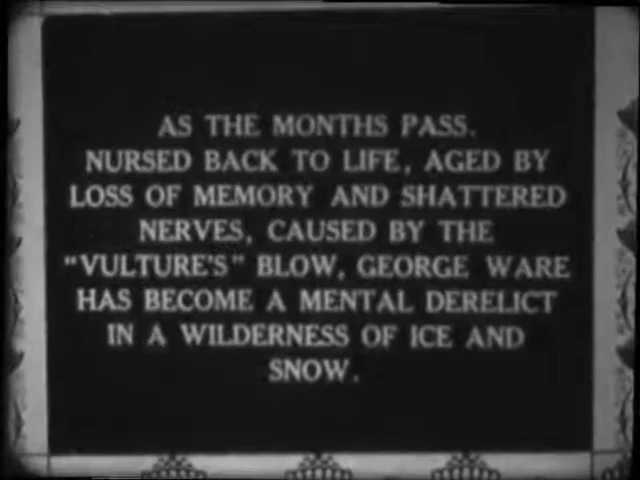 AS THE MONTHS PASS.
NURSED BACK TO LIFE, AGED BY
LOSS OF MEMORY AND SHATTERED
NERVES, CAUSED BY THE
"VULTURE'S" BLOW, GEORGE WARE
HAS BECOME A MENTAL DERELICT
IN A WILDERNESS OF ICE AND
SNOW.